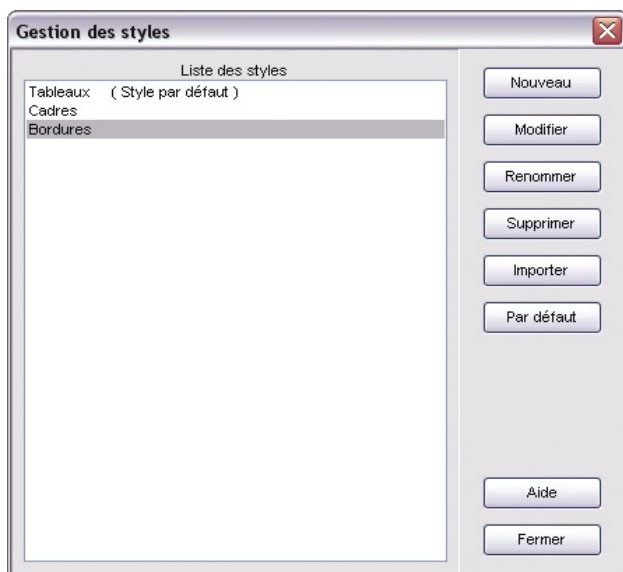 Gestion des styles
Liste des styles
Tableaux ( Style par défaut )
Cadres
Bordures
Nouveau
Modifier
Renommer
Supprimer
Importer
Par défaut
Aide
Fermer